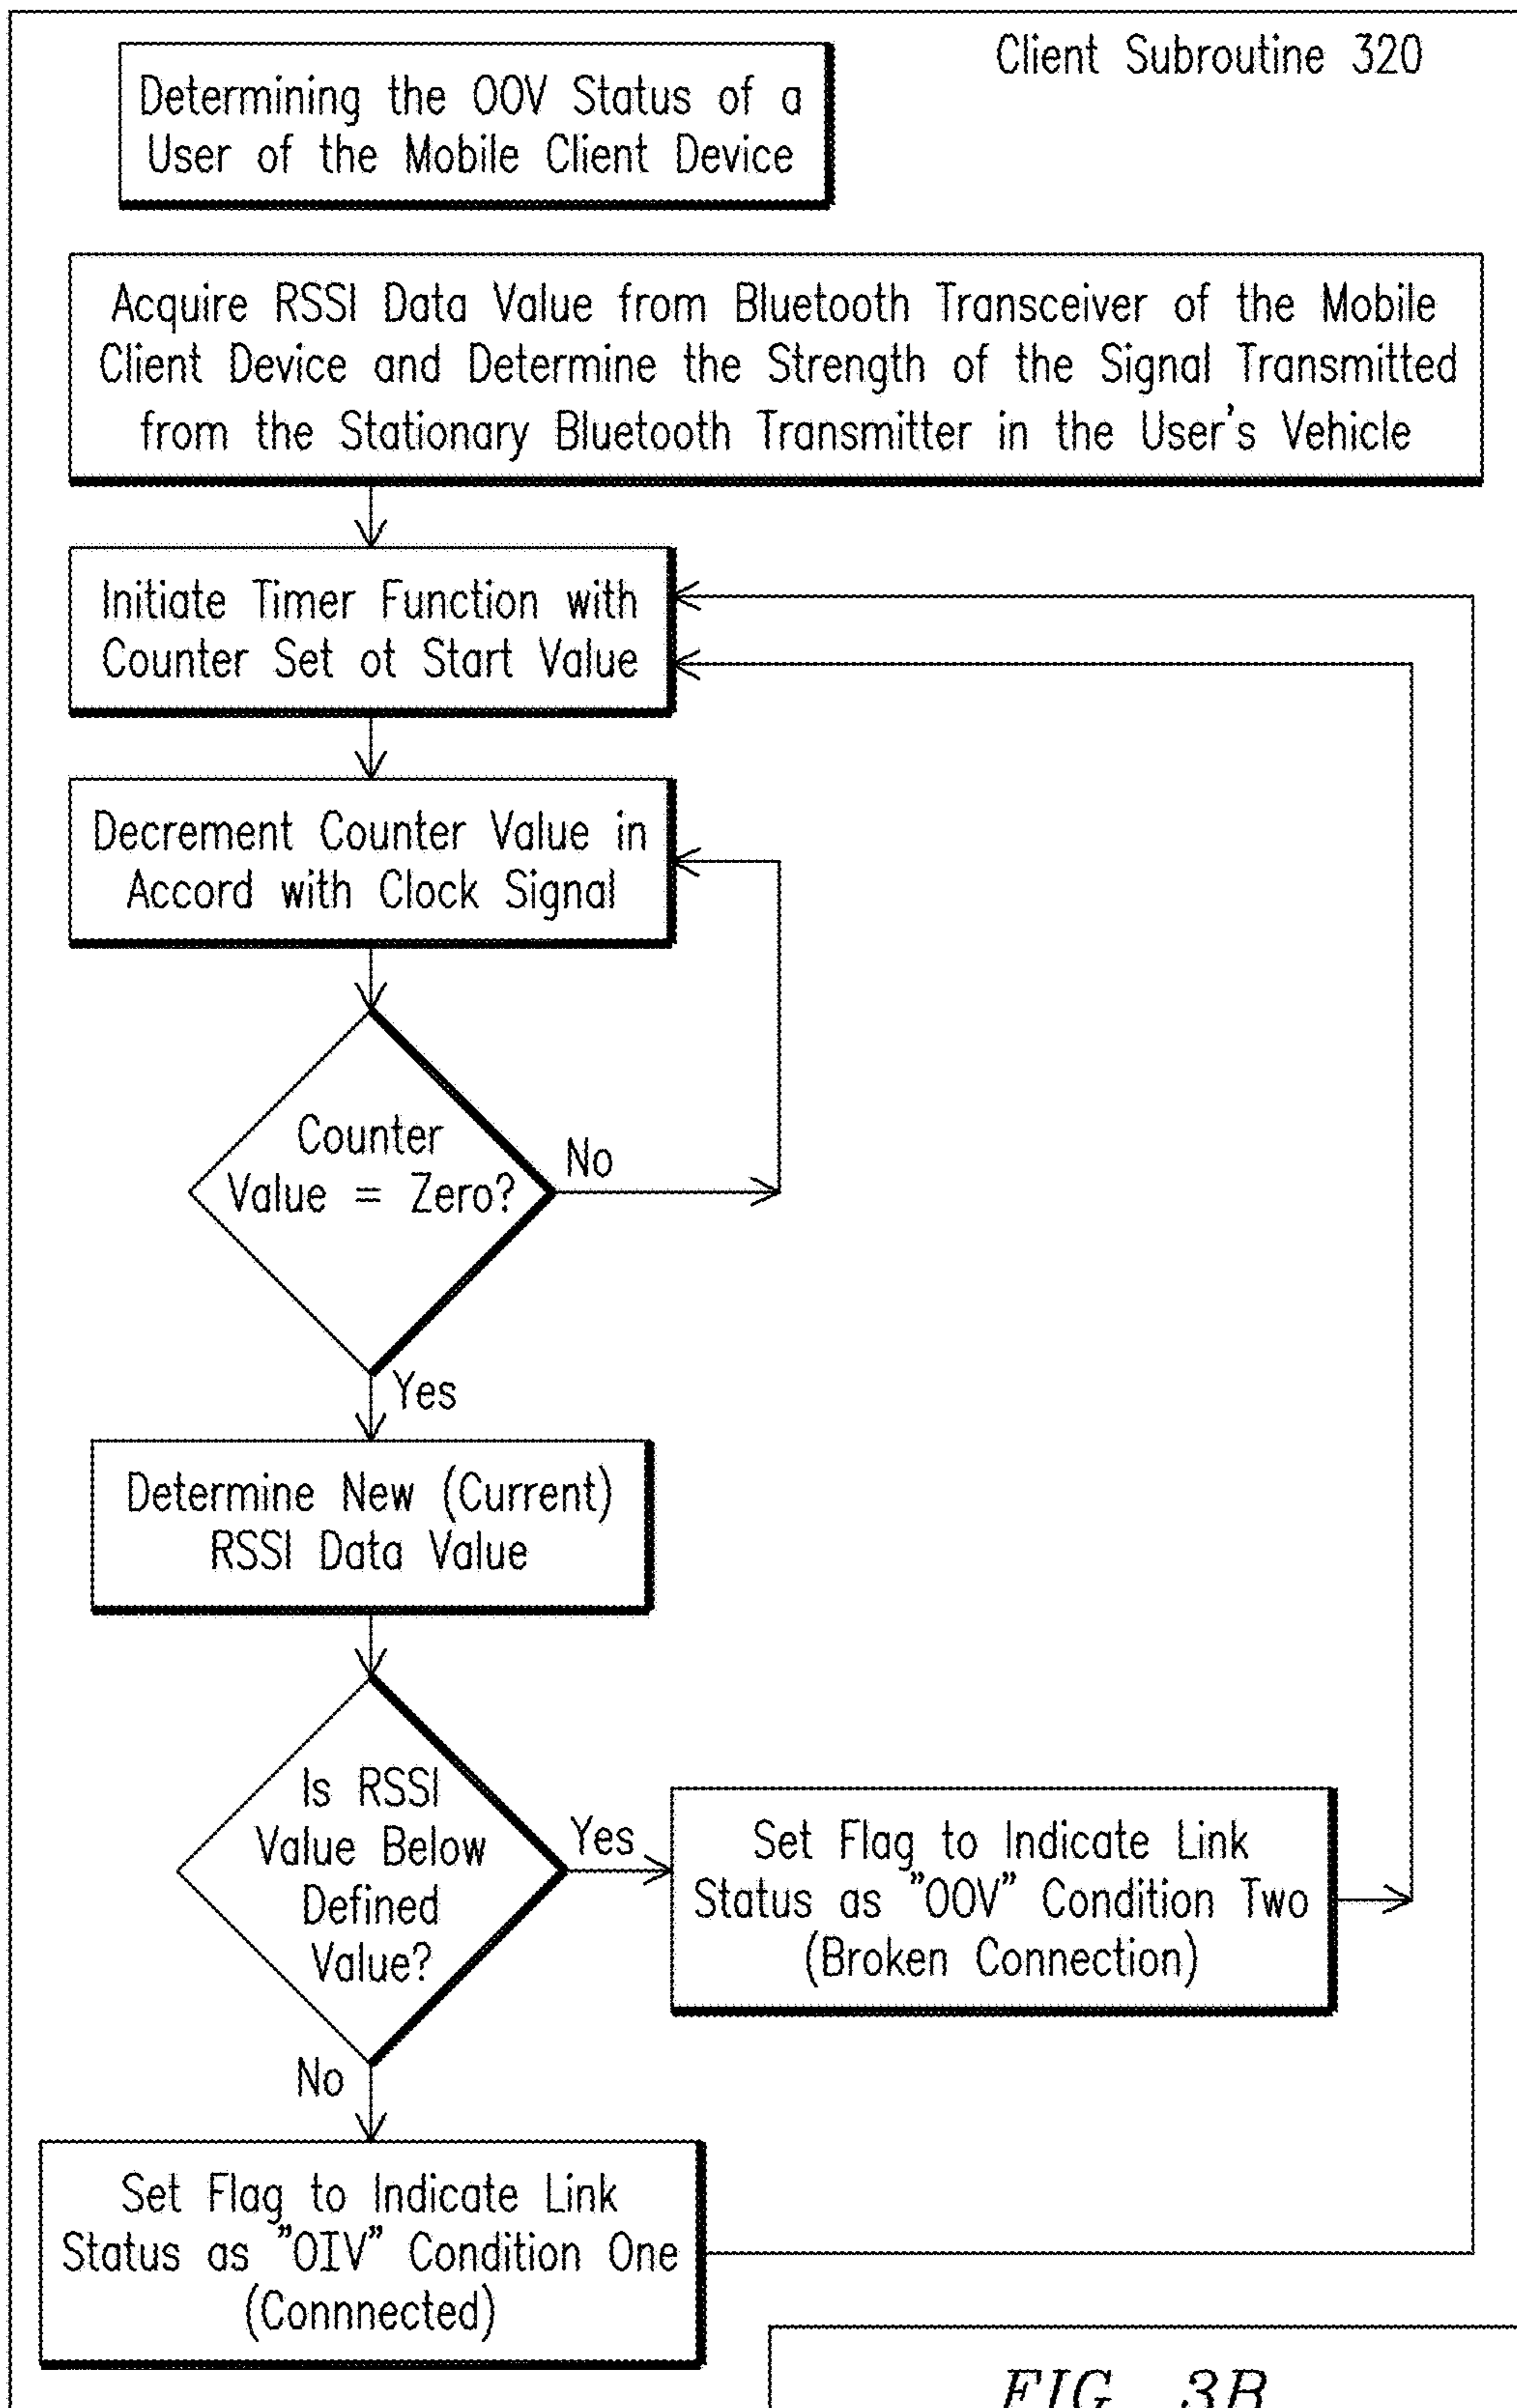 Client Subroutine 320
Determining the OOV Status of a
User of the Mobile Client Device
Acquire RSSI Data Value from Bluetooth Transceiver of the Mobile
Client Device and Determine the Strength of the Signal Transmitted
from the Stationary Bluetooth Transmitter in the User's Vehicle
Initiate Timer Function with
Counter Set ot Start Value
Decrement Counter Value in
Accord with Clock Signal
Counter
Value = Zero?
No
Yes
Determine New (Current)
RSSI Data Value
Is RSSI
Value Below
Defined
Value?
Yes
Set Flag to Indicate Link
Status as "OOV" Condition Two
(Broken Connection)
No
Set Flag to Indicate Link
Status as "OIV" Condition One
(Connnected)
FIG. 3B